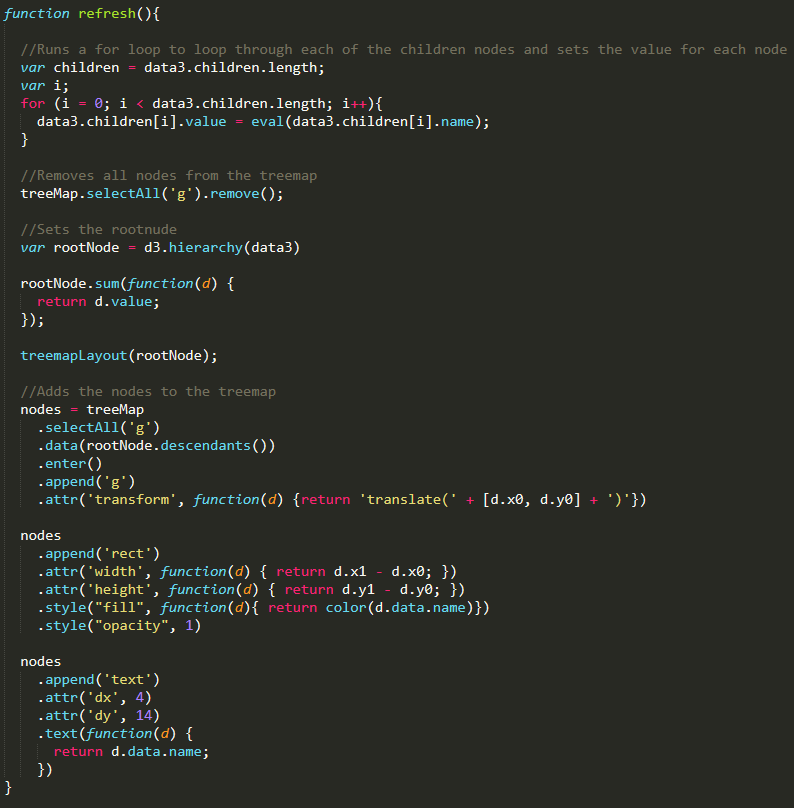 function refresh(){
//Runs a for loop to loop through each of the children nodes and sets the value for each node
var children = data3.children.length;
var i;
for (i = 0; i < data3.children.length; i++){
data3.children[i].value = eval(data3.children[i].name);
}
//Removes all nodes from the treemap
treeMap.selectAll('g').remove();
//Sets the rootnude
var rootNode = d3.hierarchy(data3)
rootNode.sum(function(d) {
return d.value;
});
treemapLayout(rootNode);
//Adds the nodes to the treemap
nodes = treeMap
.selectAll('g')
.data(rootNode.descendants())
.enter()
.append('g')
.attr('transform', function(d) {return 'translate(' + [d.x0, d.y0] + ')'})
nodes
.append('rect')
.attr('width', function(d) { return d.x1 - d.x0; })
.attr('height', function(d) { return d.y1 - d.y0; })
.style("fill", function(d){ return color(d.data.name)})
.style("opacity", 1)
nodes
.append('text')
.attr('dx', 4)
.attr('dy', 14)
.text(function(d) {
return d.data.name;
})
}